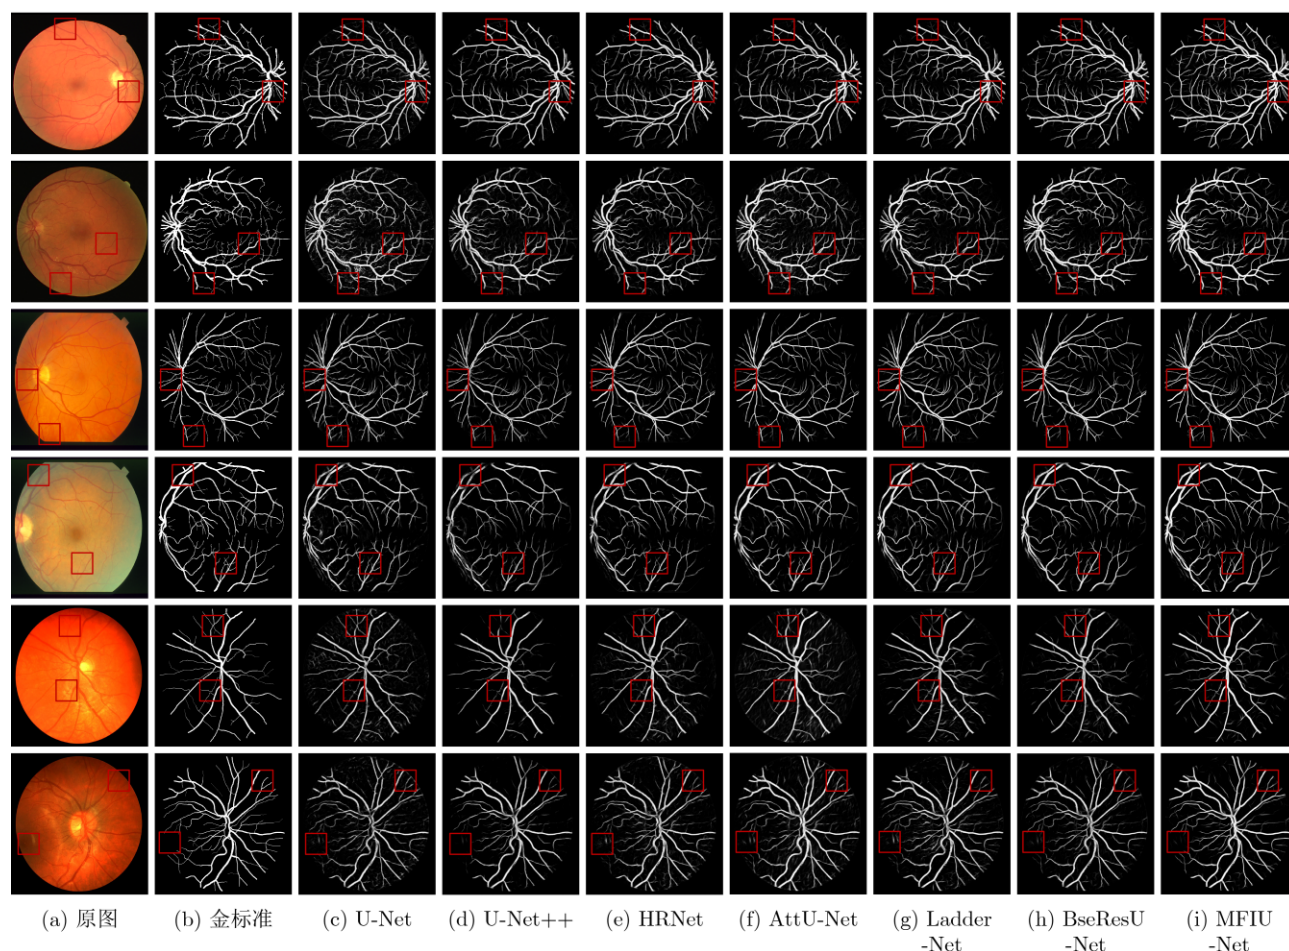 (a) 原图 (b) 金标准 (c) U-Net (d) U-Net++ (e) HRNet (f) AttU-Net (g) Ladder (h) BseResU (i) MFIU
-Net -Net -Net